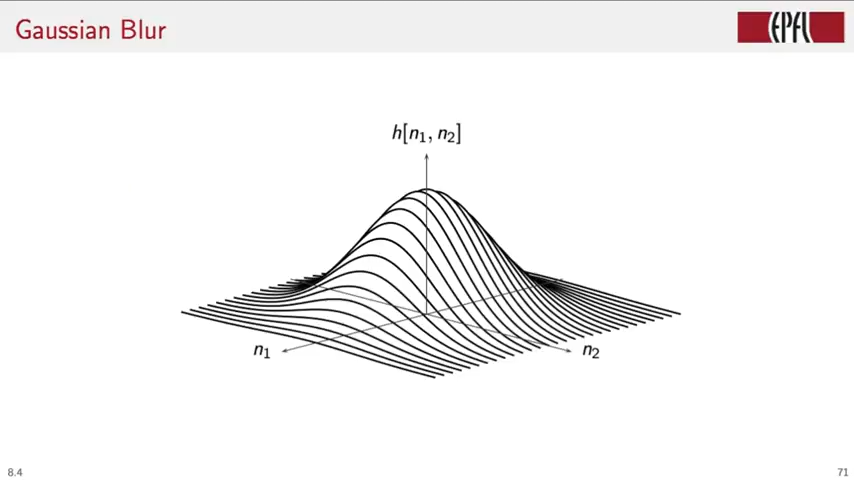 Gaussian Blur
EPFL
h[n₁, n₂]
n₁
n₂
8.4
71